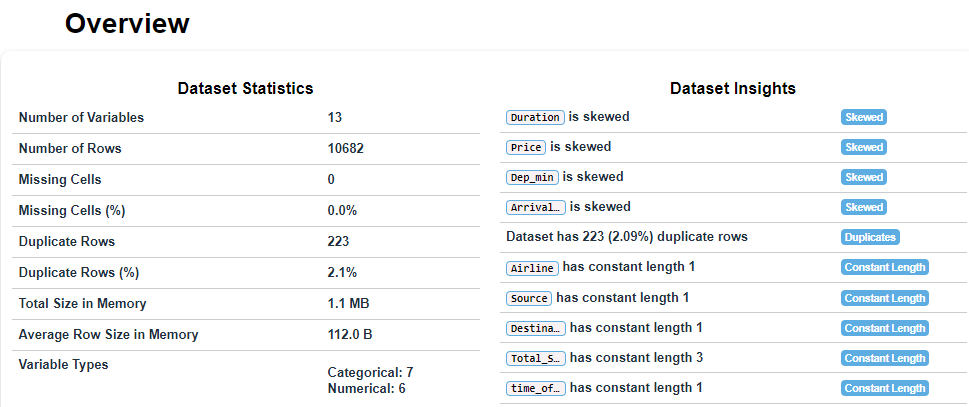 Overview
Dataset Statistics
Number of Variables 13
Number of Rows 10682
Missing Cells 0
Missing Cells (%) 0.0%
Duplicate Rows 223
Duplicate Rows (%) 2.1%
Total Size in Memory 1.1 MB
Average Row Size in Memory 112.0 B
Variable Types
Categorical: 7
Numerical: 6
Dataset Insights
Duration is skewed Skewed
Price is skewed Skewed
Dep_min is skewed Skewed
Arrival… is skewed Skewed
Dataset has 223 (2.09%) duplicate rows Duplicates
Airline has constant length 1 Constant Length
Source has constant length 1 Constant Length
Destina… has constant length 1 Constant Length
Total_S… has constant length 3 Constant Length
time_of… has constant length 1 Constant Length